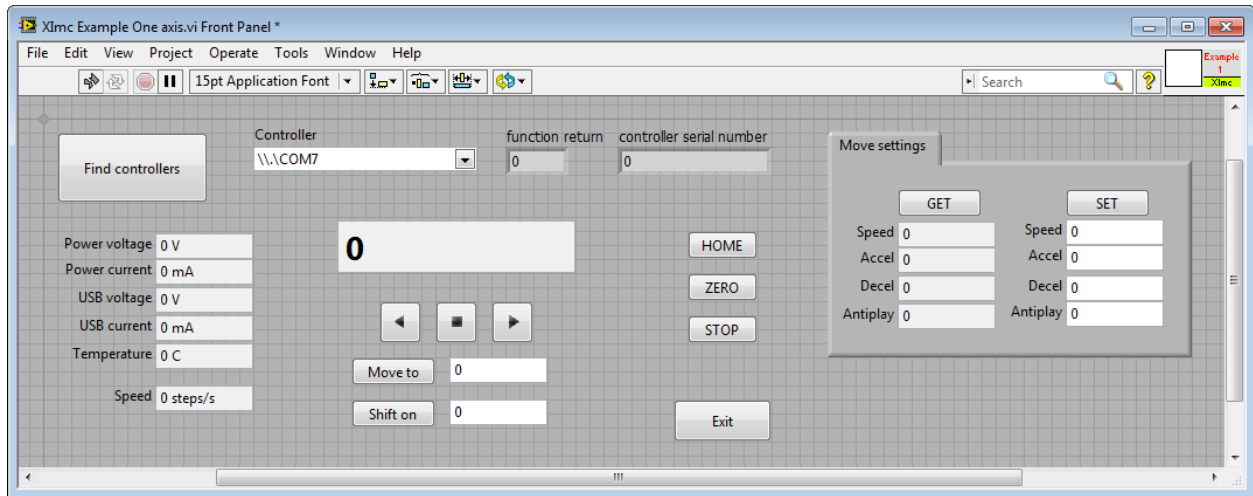 XImc Example One axis.vi Front Panel *
File Edit View Project Operate Tools Window Help
15pt Application Font
Search
Example
1
XImc
Find controllers
Controller
\\.\COM7
function return
0
controller serial number
0
Move settings
GET
SET
Speed 0
Accel 0
Decel 0
Antiplay 0
Speed 0
Accel 0
Decel 0
Antiplay 0
Power voltage 0 V
Power current 0 mA
USB voltage 0 V
USB current 0 mA
Temperature 0 C
Speed 0 steps/s
0
Move to 0
Shift on 0
HOME
ZERO
STOP
Exit